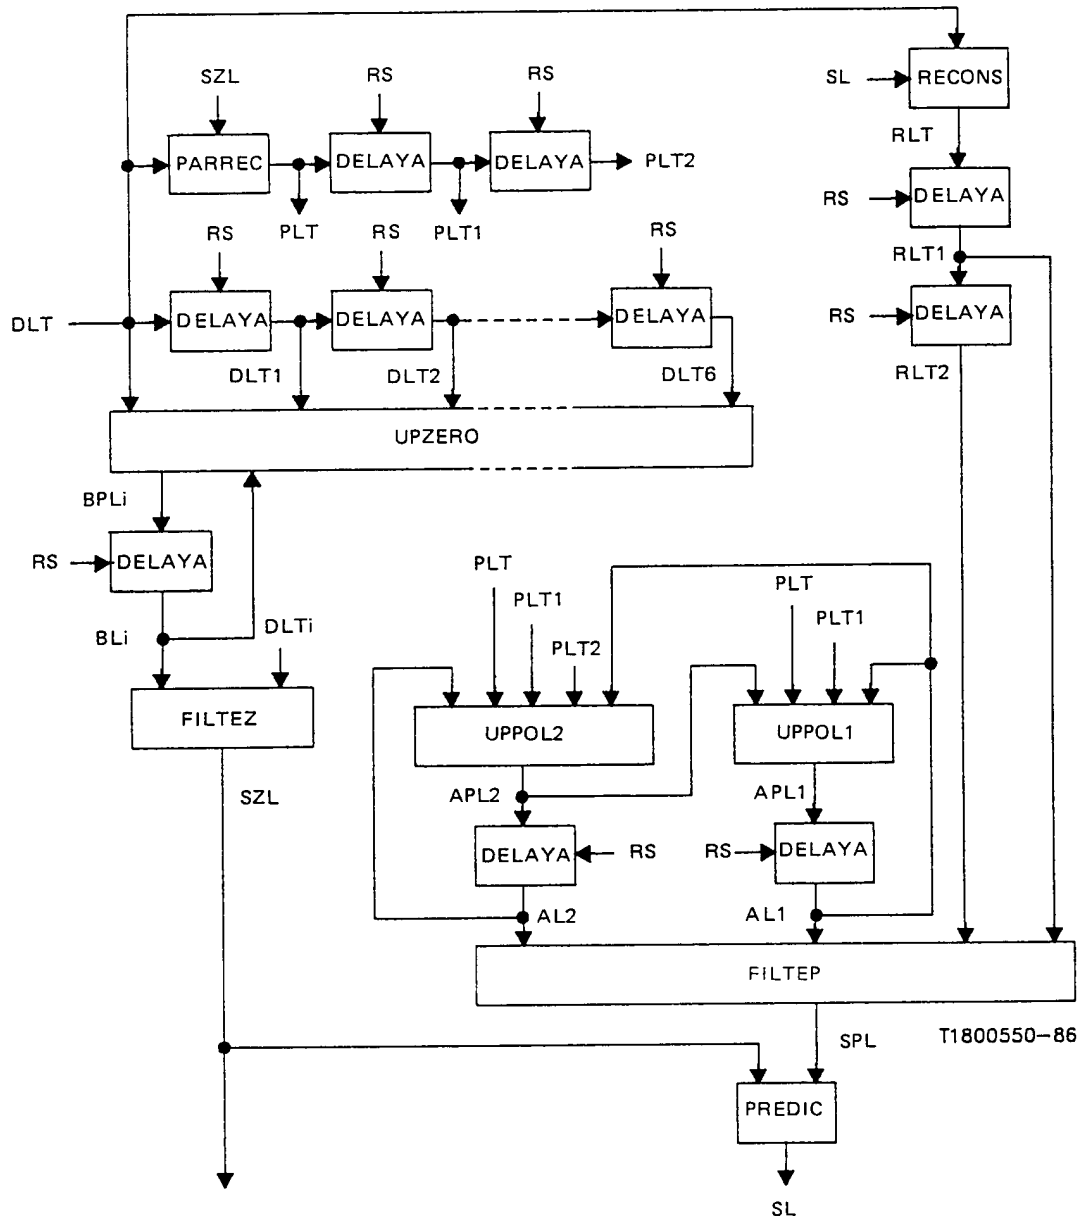 SZL
RS
RS
SL
RECONS
RLT
PARREC
DELAYA
DELAYA
PLT2
RS
DELAYA
PLT
PLT1
RS
RS
RS
RLT1
DLT
DELAYA
DELAYA
DELAYA
RS
DELAYA
DLT1
DLT2
DLT6
RLT2
UPZERO
BPLi
RS
DELAYA
BLi
DLTi
PLT
PLT1
PLT2
PLT
PLT1
FILTEZ
UPPOL2
UPPOL1
SZL
APL2
APL1
DELAYA
RS
RS
DELAYA
AL2
AL1
FILTEP
SPL
T1800550-86
PREDIC
SL